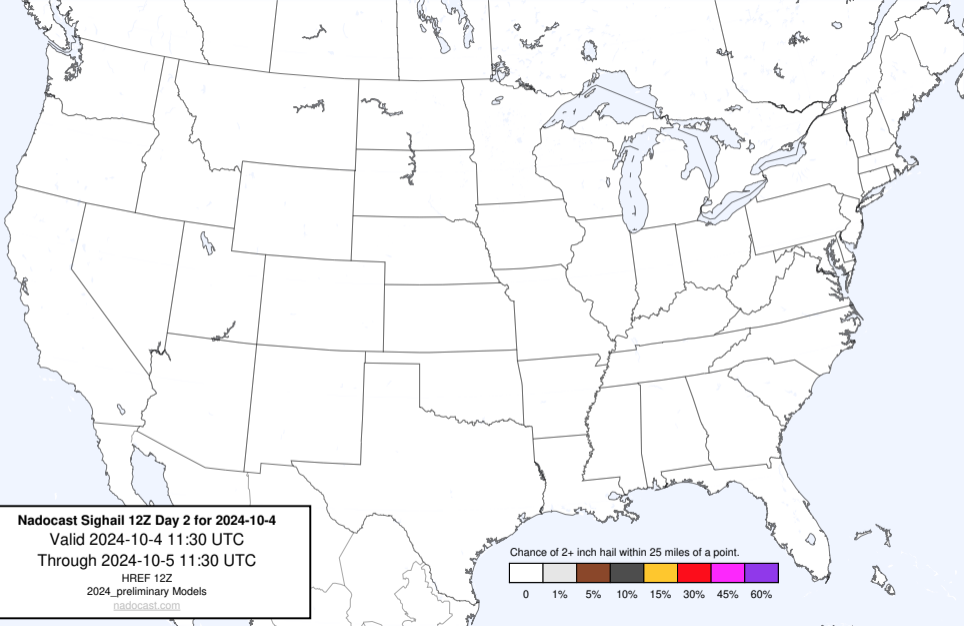 Nadocast Sighail 12Z Day 2 for 2024-10-4
Valid 2024-10-4 11:30 UTC
Through 2024-10-5 11:30 UTC
HREF 12Z
2024_preliminary Models
nadocast.com
Chance of 2+ inch hail within 25 miles of a point.
0 1% 5% 10% 15% 30% 45% 60%